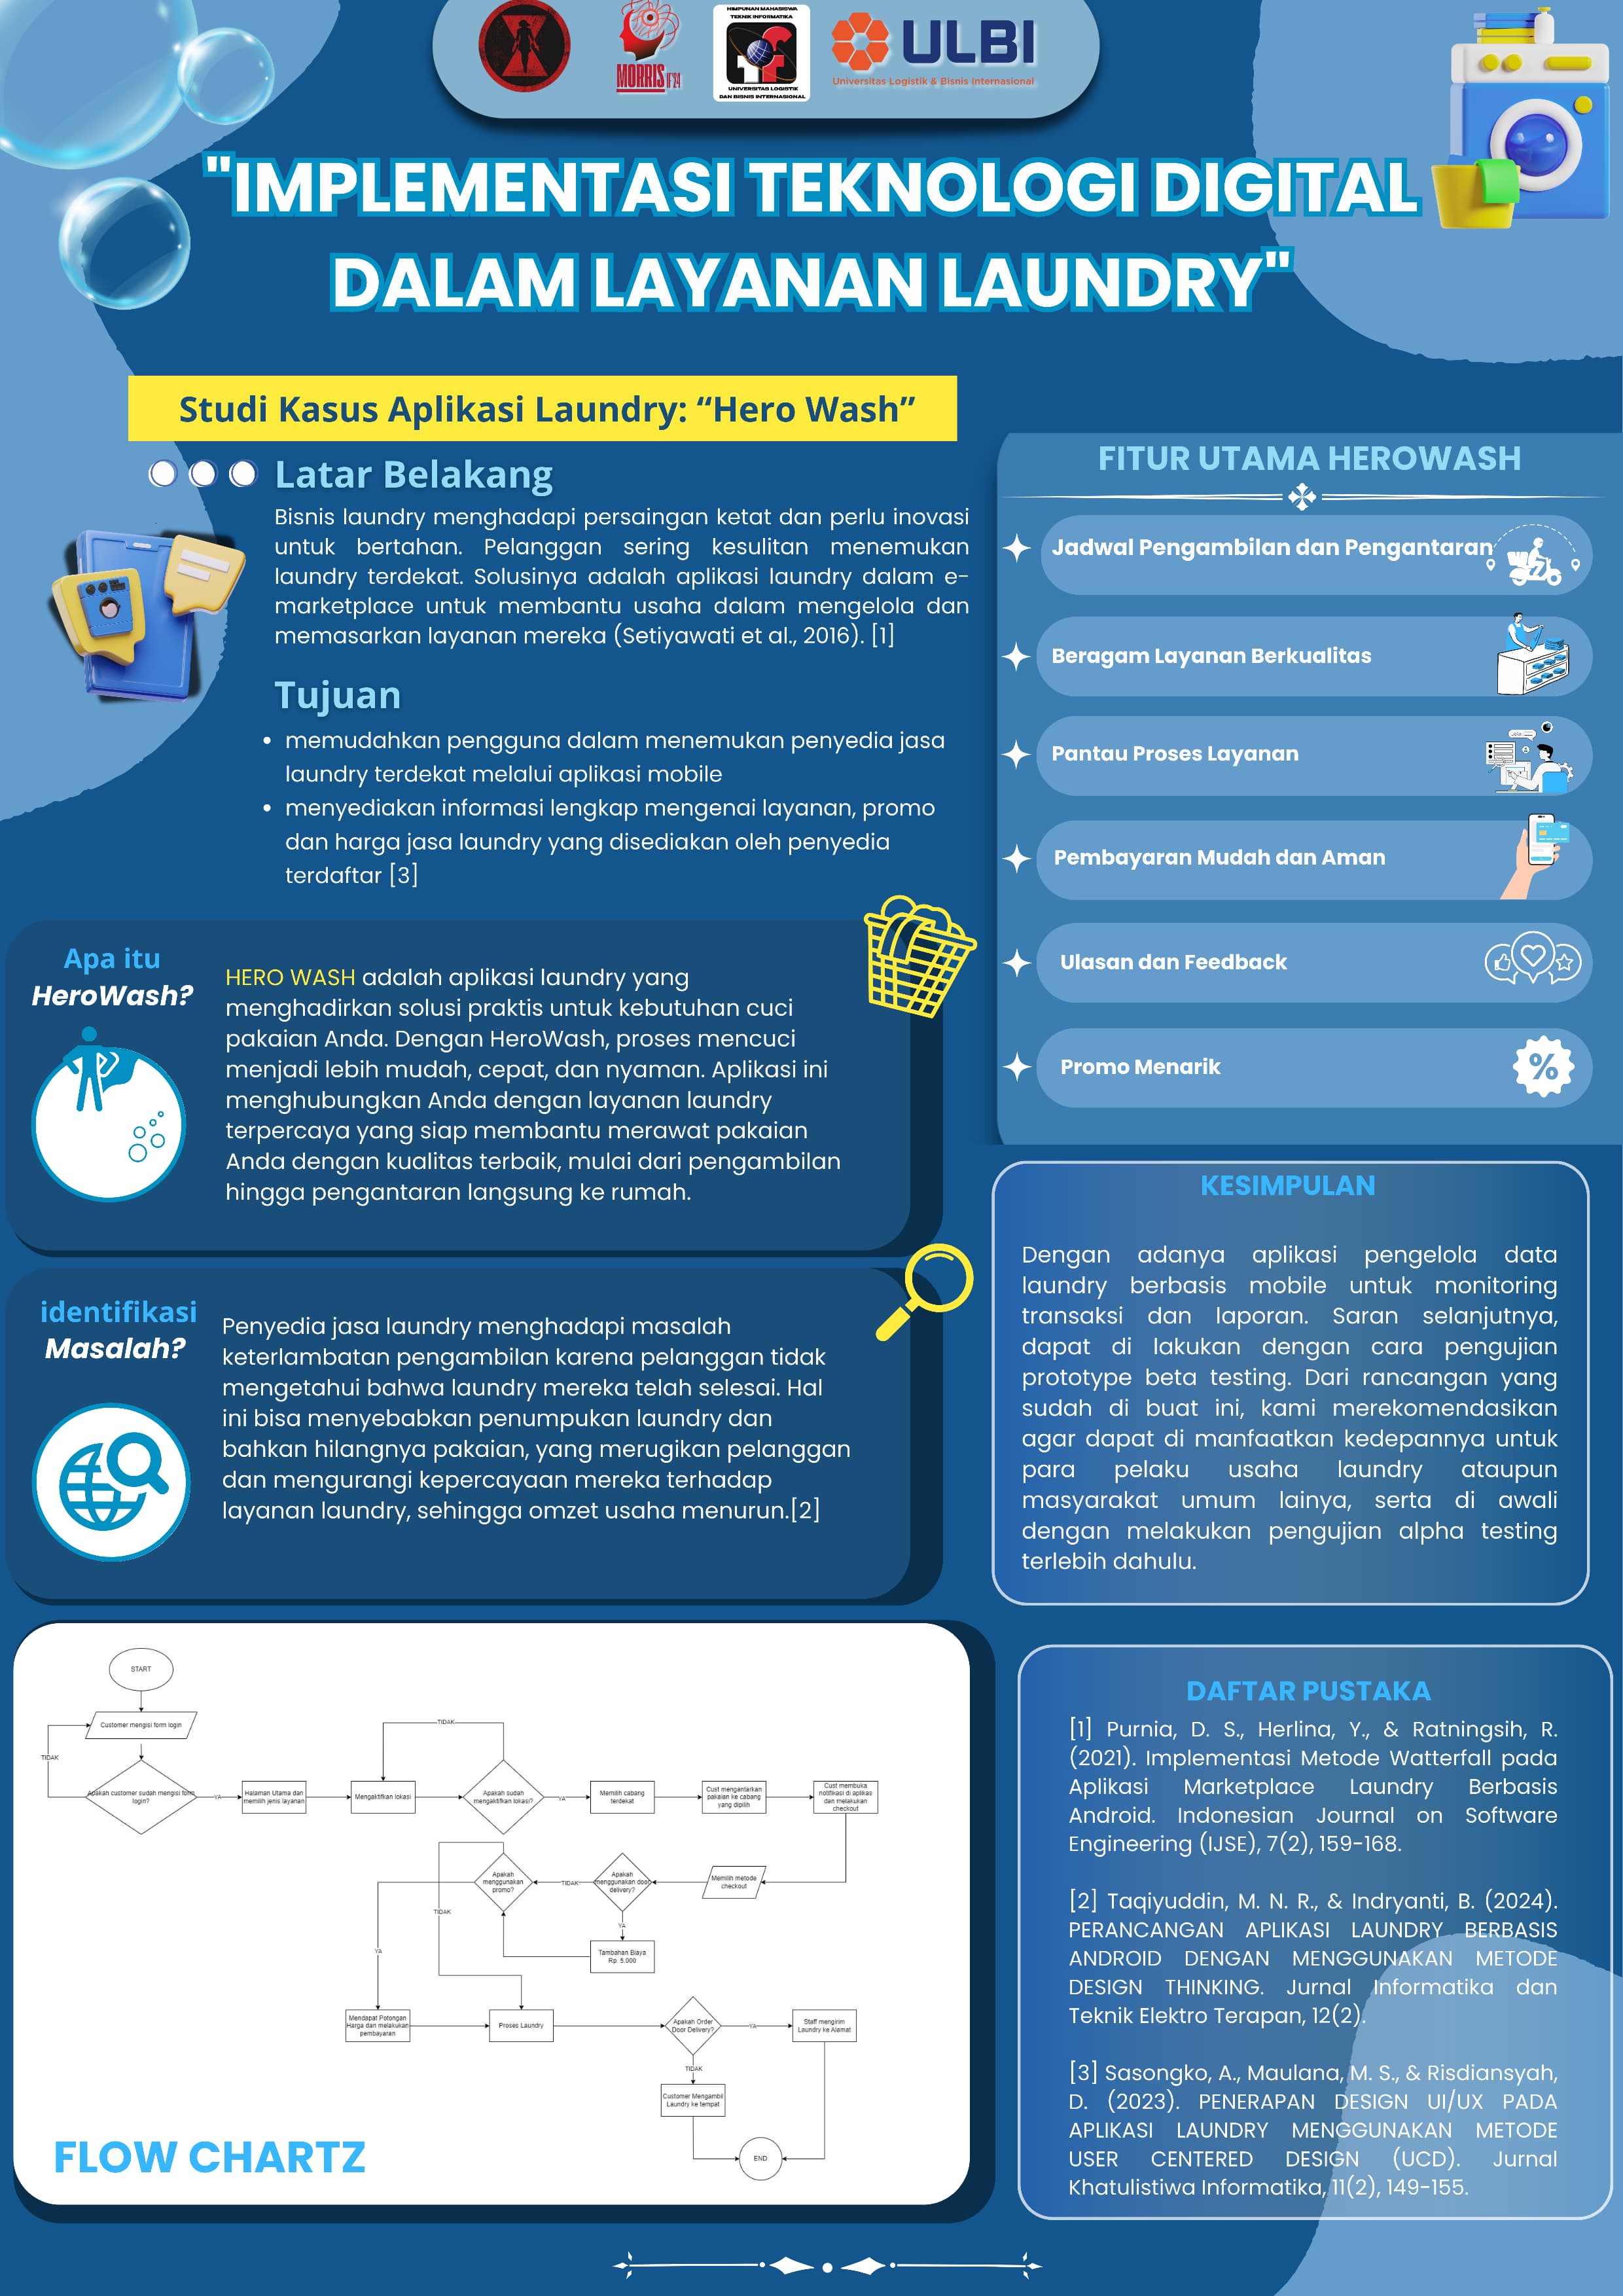 HIMPUNAN MAHASISWA
TEKNIK INFORMATIKA
UNIVERSITAS LOGISTIK
DAN BISNIS INTERNASIONAL
MORRIS IF'24
ULBI
Universitas Logistik & Bisnis Internasional
"IMPLEMENTASI TEKNOLOGI DIGITAL
DALAM LAYANAN LAUNDRY"
Studi Kasus Aplikasi Laundry: “Hero Wash”
Latar Belakang
Bisnis laundry menghadapi persaingan ketat dan perlu inovasi
untuk bertahan. Pelanggan sering kesulitan menemukan
laundry terdekat. Solusinya adalah aplikasi laundry dalam e-
marketplace untuk membantu usaha dalam mengelola dan
memasarkan layanan mereka (Setiyawati et al., 2016). [1]
Tujuan
• memudahkan pengguna dalam menemukan penyedia jasa
laundry terdekat melalui aplikasi mobile
• menyediakan informasi lengkap mengenai layanan, promo
dan harga jasa laundry yang disediakan oleh penyedia
terdaftar [3]
Apa itu
HeroWash?
HERO WASH adalah aplikasi laundry yang
menghadirkan solusi praktis untuk kebutuhan cuci
pakaian Anda. Dengan HeroWash, proses mencuci
menjadi lebih mudah, cepat, dan nyaman. Aplikasi ini
menghubungkan Anda dengan layanan laundry
terpercaya yang siap membantu merawat pakaian
Anda dengan kualitas terbaik, mulai dari pengambilan
hingga pengantaran langsung ke rumah.
identifikasi
Masalah?
Penyedia jasa laundry menghadapi masalah
keterlambatan pengambilan karena pelanggan tidak
mengetahui bahwa laundry mereka telah selesai. Hal
ini bisa menyebabkan penumpukan laundry dan
bahkan hilangnya pakaian, yang merugikan pelanggan
dan mengurangi kepercayaan mereka terhadap
layanan laundry, sehingga omzet usaha menurun.[2]
FITUR UTAMA HEROWASH
Jadwal Pengambilan dan Pengantaran
Beragam Layanan Berkualitas
Pantau Proses Layanan
Pembayaran Mudah dan Aman
Ulasan dan Feedback
Promo Menarik
%
KESIMPULAN
Dengan adanya aplikasi pengelola data
laundry berbasis mobile untuk monitoring
transaksi dan laporan. Saran selanjutnya,
dapat di lakukan dengan cara pengujian
prototype beta testing. Dari rancangan yang
sudah di buat ini, kami merekomendasikan
agar dapat di manfaatkan kedepannya untuk
para pelaku usaha laundry ataupun
masyarakat umum lainya, serta di awali
dengan melakukan pengujian alpha testing
terlebih dahulu.
START
Customer mengisi form login
TIDAK
Apakah customer sudah mengisi form
login?
YA
Halaman Utama dan
memilih jenis layanan
Mengaktifkan lokasi
TIDAK
Apakah sudah
mengaktifkan lokasi?
YA
Memilih cabang
terdekat
Cust mengantarkan
pakaian ke cabang
yang dipilih
Cust membuka
notifikasi di aplikas
dan melakukan
checkout
Memilih metode
checkout
Apakah
menggunakan door
delivery?
TIDAK
YA
Tambahan Biaya
Rp. 5.000
Apakah
menggunakan
promo?
TIDAK
YA
Mendapat Potongan
Harga dan melakukan
pembayaran
Proses Laundry
Apakah Order
Door Delivery?
YA
Staff mengirim
Laundry ke Alamat
TIDAK
Customer Mengambil
Laundry ke tempat
END
FLOW CHARTZ
DAFTAR PUSTAKA
[1] Purnia, D. S., Herlina, Y., & Ratningsih, R.
(2021). Implementasi Metode Watterfall pada
Aplikasi Marketplace Laundry Berbasis
Android. Indonesian Journal on Software
Engineering (IJSE), 7(2), 159-168.
[2] Taqiyuddin, M. N. R., & Indryanti, B. (2024).
PERANCANGAN APLIKASI LAUNDRY BERBASIS
ANDROID DENGAN MENGGUNAKAN METODE
DESIGN THINKING. Jurnal Informatika dan
Teknik Elektro Terapan, 12(2).
[3] Sasongko, A., Maulana, M. S., & Risdiansyah,
D. (2023). PENERAPAN DESIGN UI/UX PADA
APLIKASI LAUNDRY MENGGUNAKAN METODE
USER CENTERED DESIGN (UCD). Jurnal
Khatulistiwa Informatika, 11(2), 149-155.